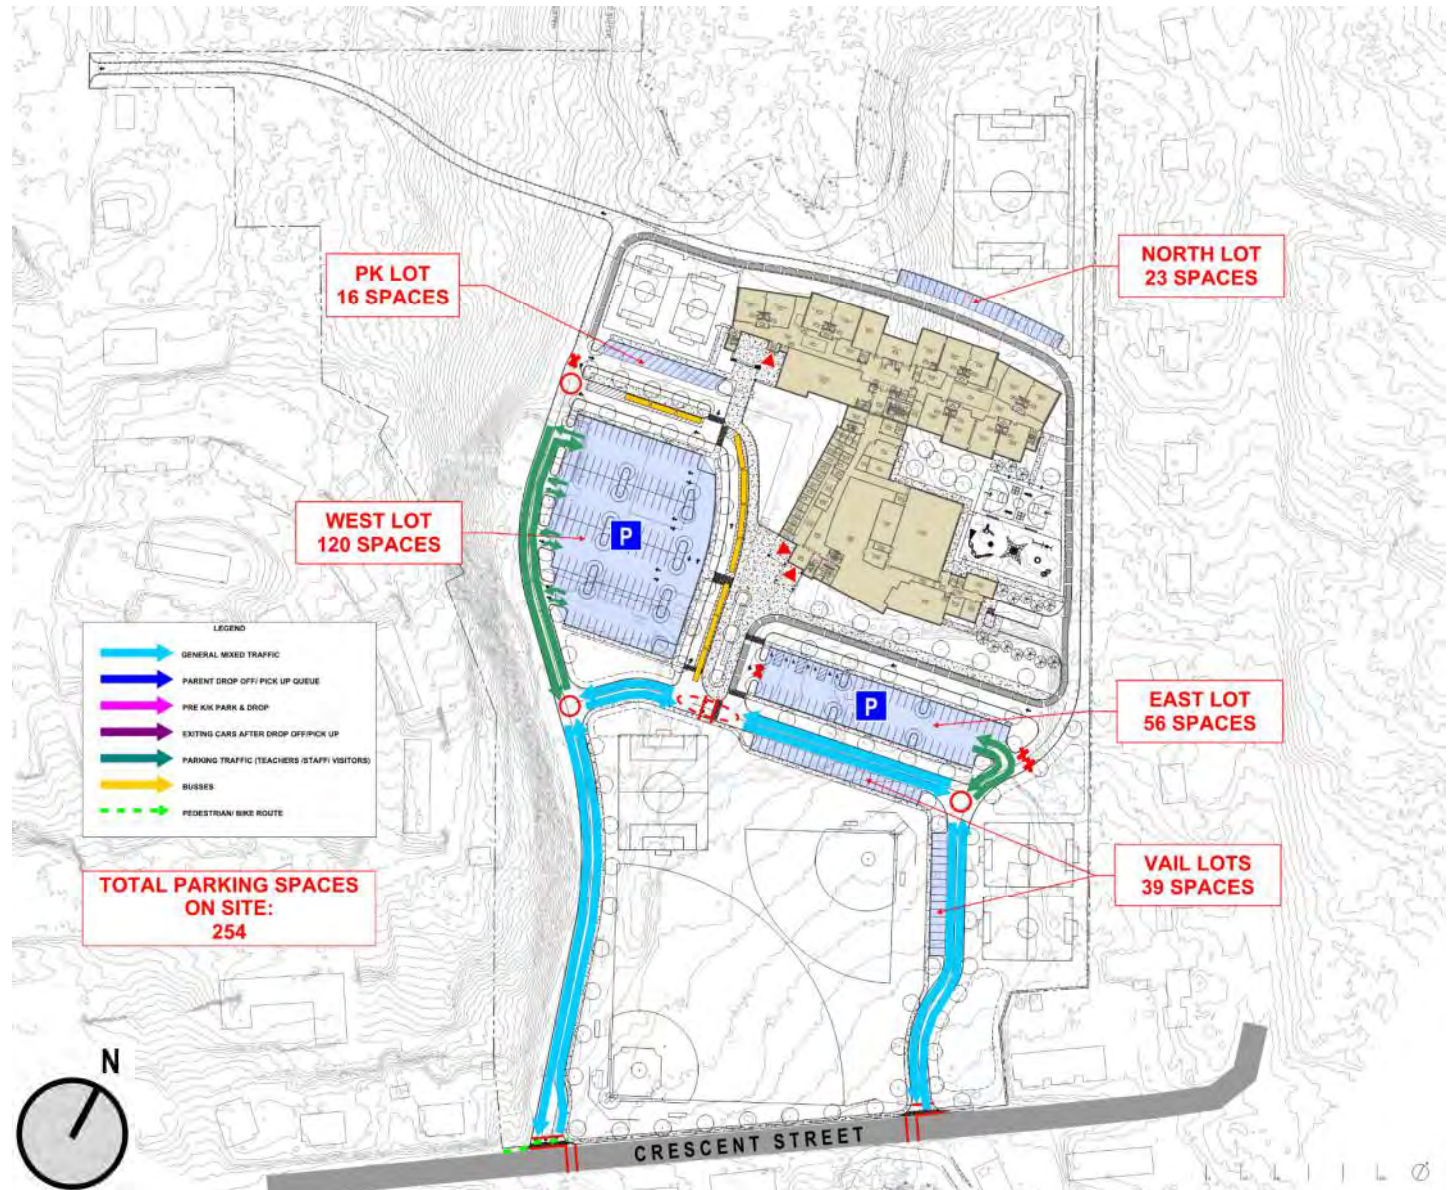 NORTH LOT
23 SPACES
PK LOT
16 SPACES
WEST LOT
120 SPACES
P
LEGEND
GENERAL MIXED TRAFFIC
PARENT DROP OFF/ PICK UP QUEUE
PRE K/K PARK & DROP
EXITING CARS AFTER DROP OFF/PICK UP
PARKING TRAFFIC (TEACHERS /STAFF/ VISITORS)
BUSSES
PEDESTRIAN/ BIKE ROUTE
P
EAST LOT
56 SPACES
VAIL LOTS
39 SPACES
TOTAL PARKING SPACES
ON SITE:
254
N
CRESCENT STREET